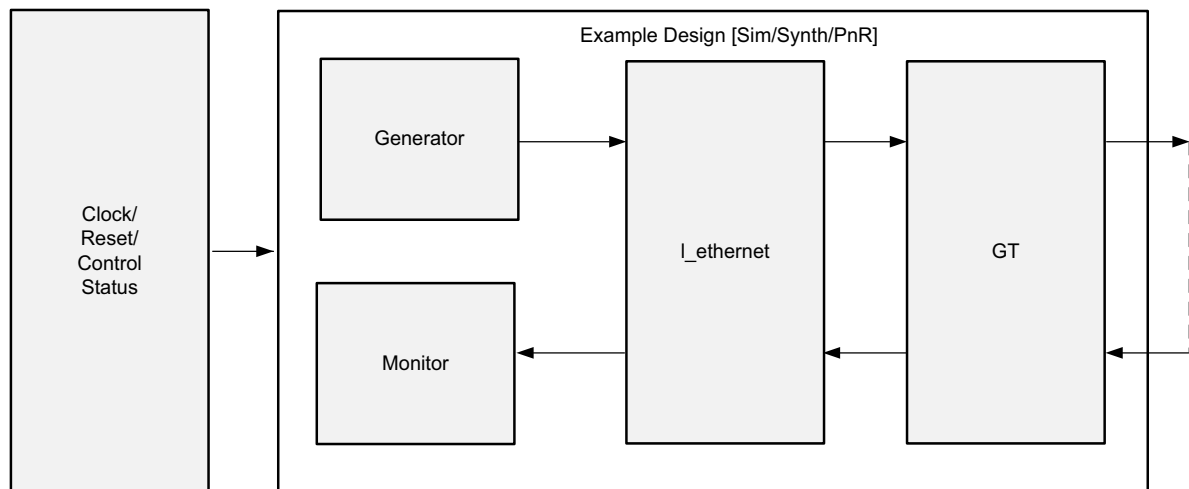 Example Design [Sim/Synth/PnR]
Generator
Clock/
Reset/
Control
Status
l_ethernet
GT
Monitor